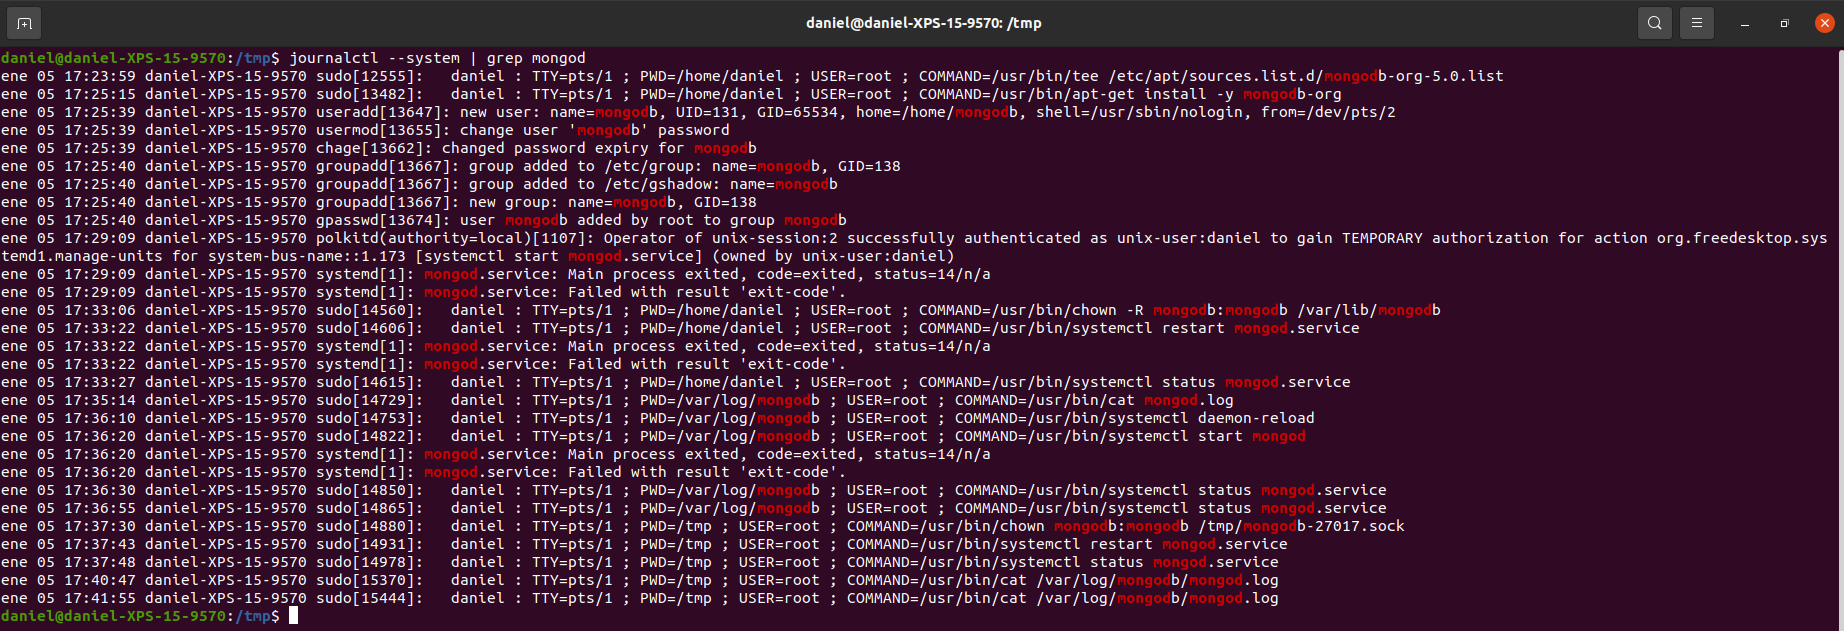 daniel@daniel-XPS-15-9570: /tmp
daniel@daniel-XPS-15-9570:/tmp$ journalctl --system | grep mongod
ene 05 17:23:59 daniel-XPS-15-9570 sudo[12555]:   daniel : TTY=pts/1 ; PWD=/home/daniel ; USER=root ; COMMAND=/usr/bin/tee /etc/apt/sources.list.d/mongodb-org-5.0.list
ene 05 17:25:15 daniel-XPS-15-9570 sudo[13482]:   daniel : TTY=pts/1 ; PWD=/home/daniel ; USER=root ; COMMAND=/usr/bin/apt-get install -y mongodb-org
ene 05 17:25:39 daniel-XPS-15-9570 useradd[13647]: new user: name=mongodb, UID=131, GID=65534, home=/home/mongodb, shell=/usr/sbin/nologin, from=/dev/pts/2
ene 05 17:25:39 daniel-XPS-15-9570 usermod[13655]: change user 'mongodb' password
ene 05 17:25:39 daniel-XPS-15-9570 chage[13662]: changed password expiry for mongodb
ene 05 17:25:40 daniel-XPS-15-9570 groupadd[13667]: group added to /etc/group: name=mongodb, GID=138
ene 05 17:25:40 daniel-XPS-15-9570 groupadd[13667]: group added to /etc/gshadow: name=mongodb
ene 05 17:25:40 daniel-XPS-15-9570 groupadd[13667]: new group: name=mongodb, GID=138
ene 05 17:25:40 daniel-XPS-15-9570 gpasswd[13674]: user mongodb added by root to group mongodb
ene 05 17:29:09 daniel-XPS-15-9570 polkitd(authority=local)[1107]: Operator of unix-session:2 successfully authenticated as unix-user:daniel to gain TEMPORARY authorization for action org.freedesktop.sys
temd1.manage-units for system-bus-name::1.173 [systemctl start mongod.service] (owned by unix-user:daniel)
ene 05 17:29:09 daniel-XPS-15-9570 systemd[1]: mongod.service: Main process exited, code=exited, status=14/n/a
ene 05 17:29:09 daniel-XPS-15-9570 systemd[1]: mongod.service: Failed with result 'exit-code'.
ene 05 17:33:06 daniel-XPS-15-9570 sudo[14560]:   daniel : TTY=pts/1 ; PWD=/home/daniel ; USER=root ; COMMAND=/usr/bin/chown -R mongodb:mongodb /var/lib/mongodb
ene 05 17:33:22 daniel-XPS-15-9570 sudo[14606]:   daniel : TTY=pts/1 ; PWD=/home/daniel ; USER=root ; COMMAND=/usr/bin/systemctl restart mongod.service
ene 05 17:33:22 daniel-XPS-15-9570 systemd[1]: mongod.service: Main process exited, code=exited, status=14/n/a
ene 05 17:33:22 daniel-XPS-15-9570 systemd[1]: mongod.service: Failed with result 'exit-code'.
ene 05 17:33:27 daniel-XPS-15-9570 sudo[14615]:   daniel : TTY=pts/1 ; PWD=/home/daniel ; USER=root ; COMMAND=/usr/bin/systemctl status mongod.service
ene 05 17:35:14 daniel-XPS-15-9570 sudo[14729]:   daniel : TTY=pts/1 ; PWD=/var/log/mongodb ; USER=root ; COMMAND=/usr/bin/cat mongod.log
ene 05 17:36:10 daniel-XPS-15-9570 sudo[14753]:   daniel : TTY=pts/1 ; PWD=/var/log/mongodb ; USER=root ; COMMAND=/usr/bin/systemctl daemon-reload
ene 05 17:36:20 daniel-XPS-15-9570 sudo[14822]:   daniel : TTY=pts/1 ; PWD=/var/log/mongodb ; USER=root ; COMMAND=/usr/bin/systemctl start mongod
ene 05 17:36:20 daniel-XPS-15-9570 systemd[1]: mongod.service: Main process exited, code=exited, status=14/n/a
ene 05 17:36:20 daniel-XPS-15-9570 systemd[1]: mongod.service: Failed with result 'exit-code'.
ene 05 17:36:30 daniel-XPS-15-9570 sudo[14850]:   daniel : TTY=pts/1 ; PWD=/var/log/mongodb ; USER=root ; COMMAND=/usr/bin/systemctl status mongod.service
ene 05 17:36:55 daniel-XPS-15-9570 sudo[14865]:   daniel : TTY=pts/1 ; PWD=/var/log/mongodb ; USER=root ; COMMAND=/usr/bin/systemctl status mongod.service
ene 05 17:37:30 daniel-XPS-15-9570 sudo[14880]:   daniel : TTY=pts/1 ; PWD=/tmp ; USER=root ; COMMAND=/usr/bin/chown mongodb:mongodb /tmp/mongodb-27017.sock
ene 05 17:37:43 daniel-XPS-15-9570 sudo[14931]:   daniel : TTY=pts/1 ; PWD=/tmp ; USER=root ; COMMAND=/usr/bin/systemctl restart mongod.service
ene 05 17:37:48 daniel-XPS-15-9570 sudo[14978]:   daniel : TTY=pts/1 ; PWD=/tmp ; USER=root ; COMMAND=/usr/bin/systemctl status mongod.service
ene 05 17:40:47 daniel-XPS-15-9570 sudo[15370]:   daniel : TTY=pts/1 ; PWD=/tmp ; USER=root ; COMMAND=/usr/bin/cat /var/log/mongodb/mongod.log
ene 05 17:41:55 daniel-XPS-15-9570 sudo[15444]:   daniel : TTY=pts/1 ; PWD=/tmp ; USER=root ; COMMAND=/usr/bin/cat /var/log/mongodb/mongod.log
daniel@daniel-XPS-15-9570:/tmp$